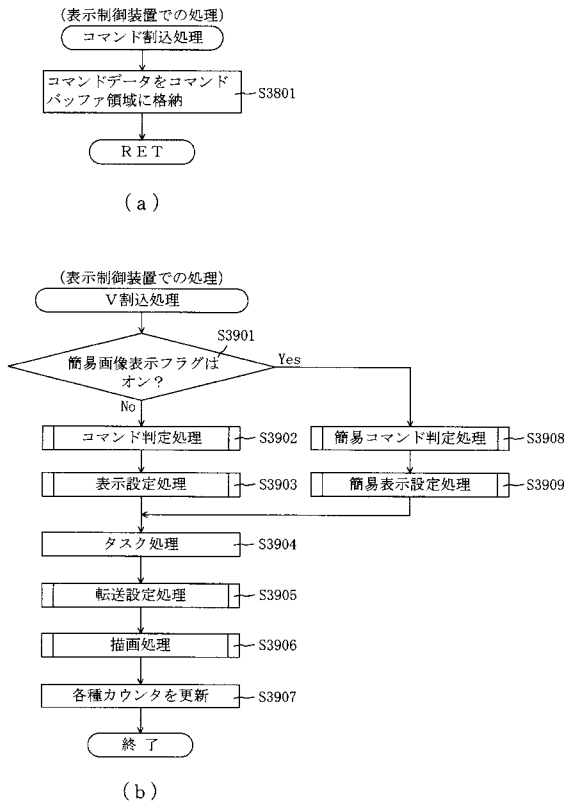 (表示制御装置での処理)
コマンド割込処理
コマンドデータをコマンド
バッファ領域に格納
S3801
RET
(a)
(表示制御装置での処理)
V割込処理
S3901
簡易画像表示フラグは
オン?
Yes
No
コマンド判定処理
S3902
簡易コマンド判定処理
S3908
表示設定処理
S3903
簡易表示設定処理
S3909
タスク処理
S3904
転送設定処理
S3905
描画処理
S3906
各種カウンタを更新
S3907
終了
(b)